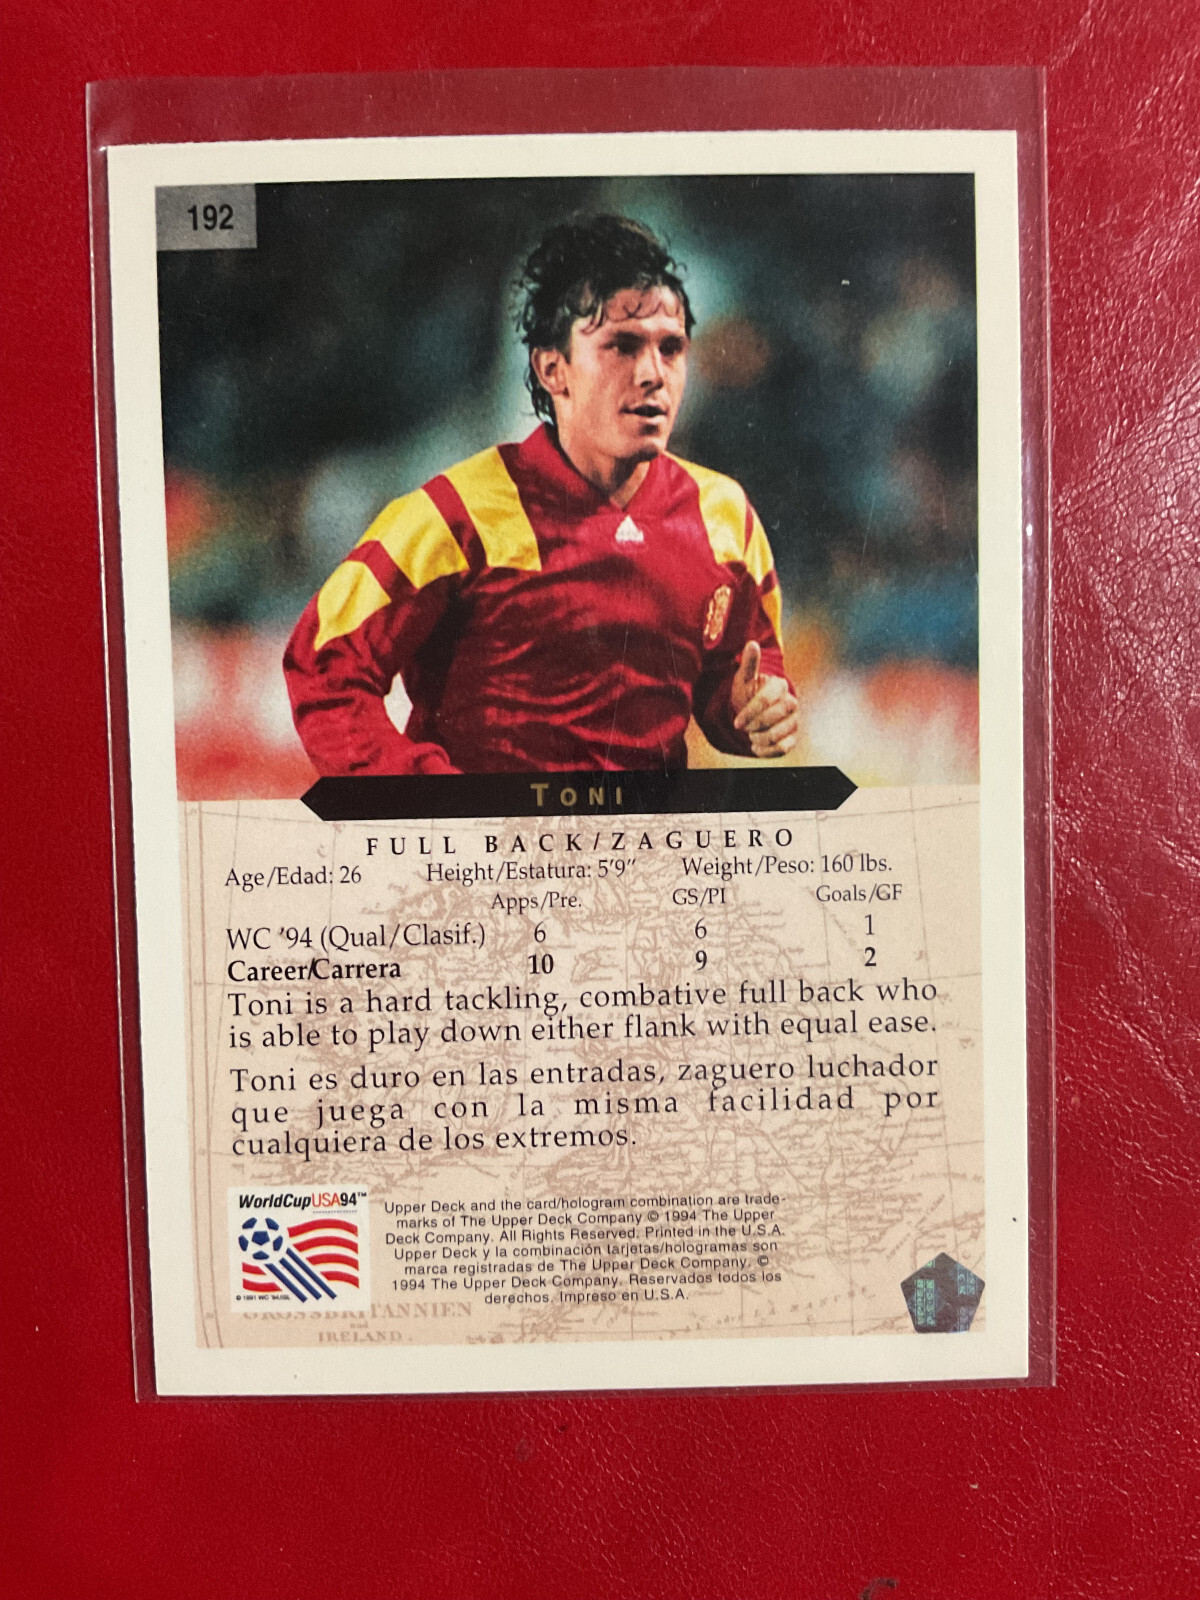 192
TONI
FULL BACK/ZAGUERO
Age/Edad: 26 Height/Estatura: 5'9" Weight/Peso: 160 lbs.
Apps/Pre. GS/PI Goals/GF
WC '94 (Qual/Clasif.) 6 6 1
Career/Carrera 10 9 2
Toni is a hard tackling, combative full back who
is able to play down either flank with equal ease.
Toni es duro en las entradas, zaguero luchador
que juega con la misma facilidad por
cualquiera de los extremos.
WorldCupUSA94™
Upper Deck and the card/hologram combination are trade-
marks of The Upper Deck Company © 1994 The Upper
Deck Company. All Rights Reserved. Printed in the U.S.A.
Upper Deck y la combinación tarjetas/hologramas son
marca registradas de The Upper Deck Company. ©
1994 The Upper Deck Company. Reservados todos los
derechos. Impreso en U.S.A.
GROSSBRITANNIEN
und
IRELAND.
LA MANCHE